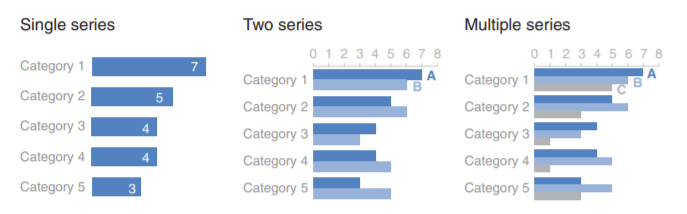 Single series
Category 1 7
Category 2 5
Category 3 4
Category 4 4
Category 5 3
Two series
0 1 2 3 4 5 6 7 8
Category 1 A
B
Category 2
Category 3
Category 4
Category 5
Multiple series
0 1 2 3 4 5 6 7 8
Category 1 A
B
C
Category 2
Category 3
Category 4
Category 5